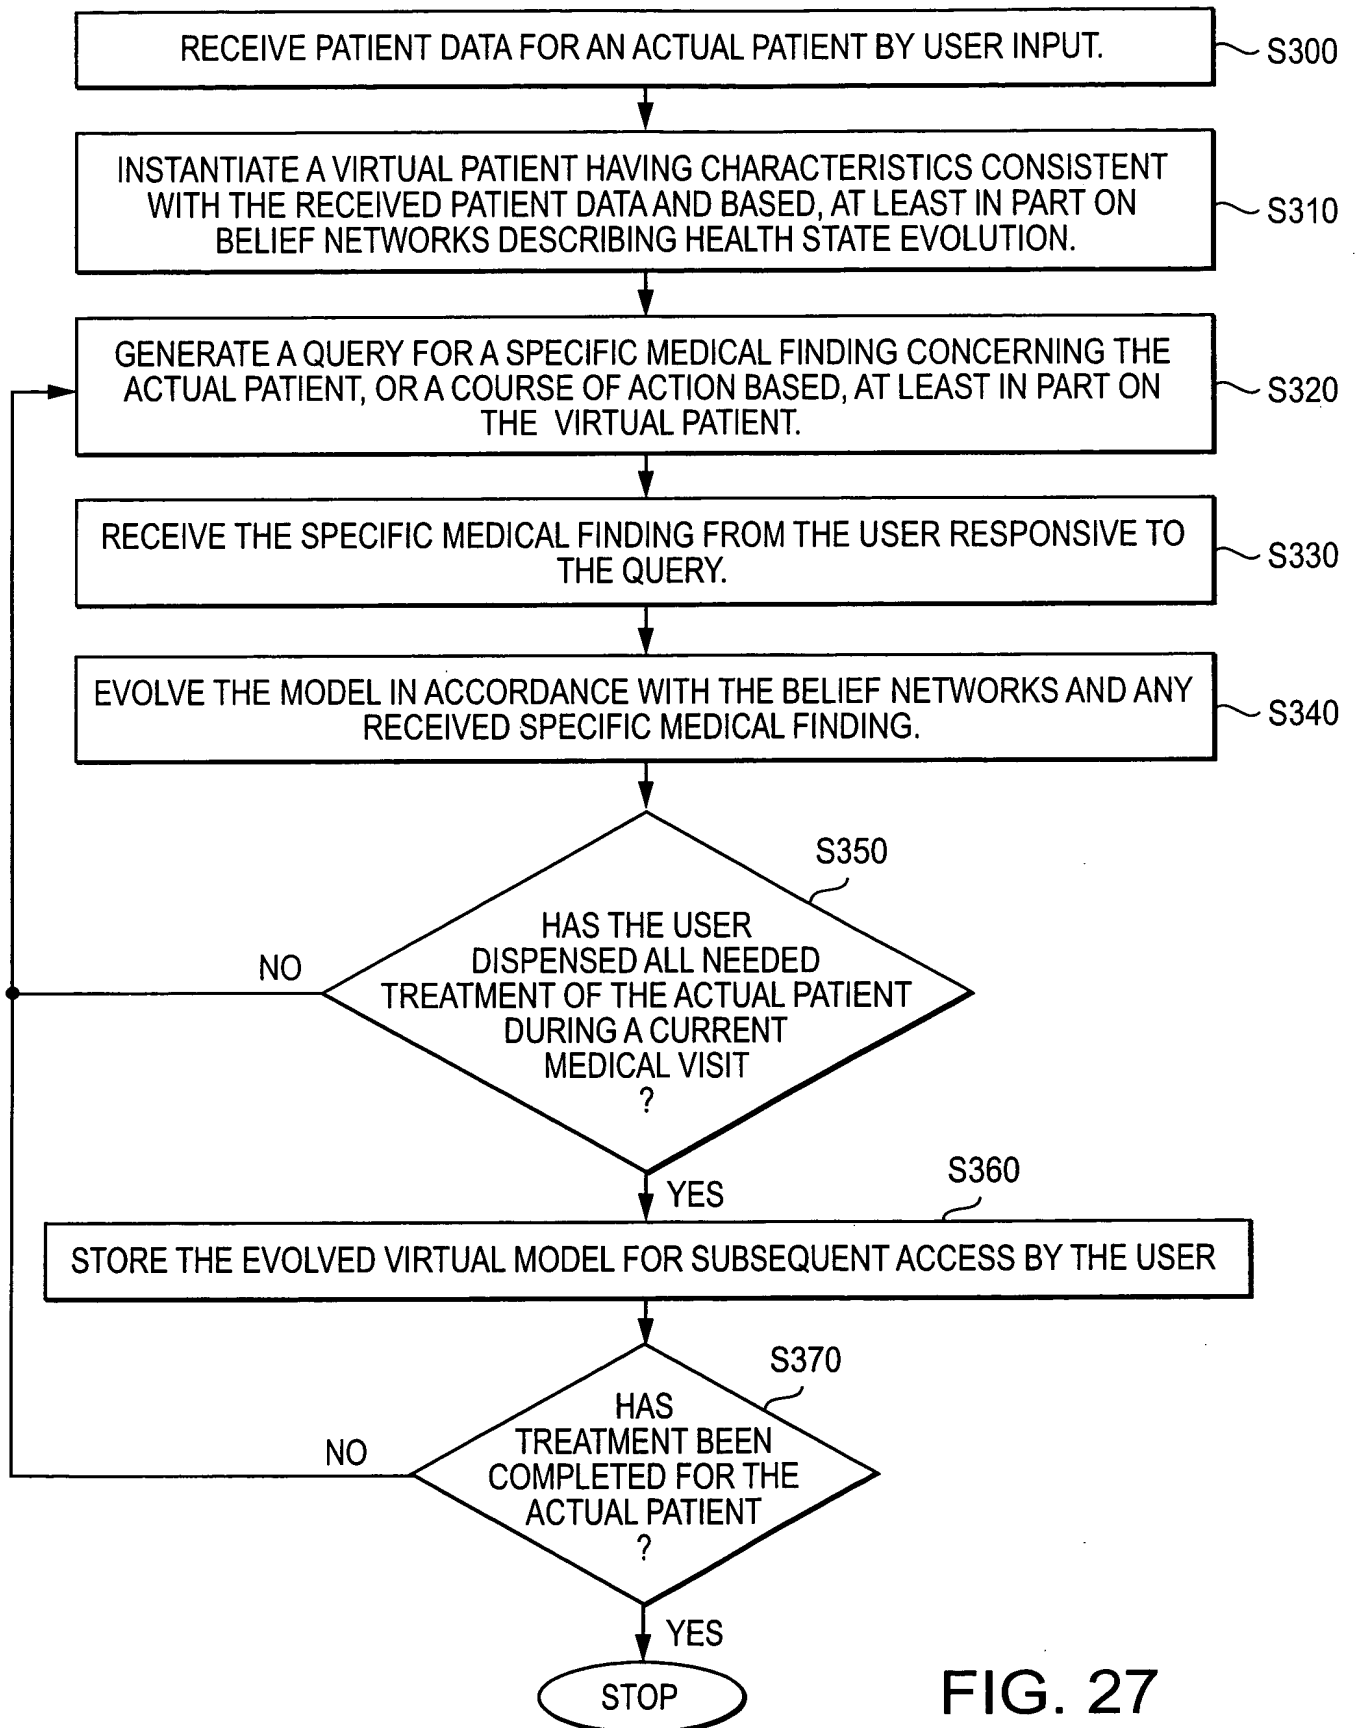 RECEIVE PATIENT DATA FOR AN ACTUAL PATIENT BY USER INPUT.
S300
INSTANTIATE A VIRTUAL PATIENT HAVING CHARACTERISTICS CONSISTENT
WITH THE RECEIVED PATIENT DATA AND BASED, AT LEAST IN PART ON
BELIEF NETWORKS DESCRIBING HEALTH STATE EVOLUTION.
S310
GENERATE A QUERY FOR A SPECIFIC MEDICAL FINDING CONCERNING THE
ACTUAL PATIENT, OR A COURSE OF ACTION BASED, AT LEAST IN PART ON
THE VIRTUAL PATIENT.
S320
RECEIVE THE SPECIFIC MEDICAL FINDING FROM THE USER RESPONSIVE TO
THE QUERY.
S330
EVOLVE THE MODEL IN ACCORDANCE WITH THE BELIEF NETWORKS AND ANY
RECEIVED SPECIFIC MEDICAL FINDING.
S340
S350
HAS THE USER
DISPENSED ALL NEEDED
TREATMENT OF THE ACTUAL PATIENT
DURING A CURRENT
MEDICAL VISIT
?
NO
YES
S360
STORE THE EVOLVED VIRTUAL MODEL FOR SUBSEQUENT ACCESS BY THE USER
S370
HAS
TREATMENT BEEN
COMPLETED FOR THE
ACTUAL PATIENT
?
NO
YES
STOP
FIG. 27